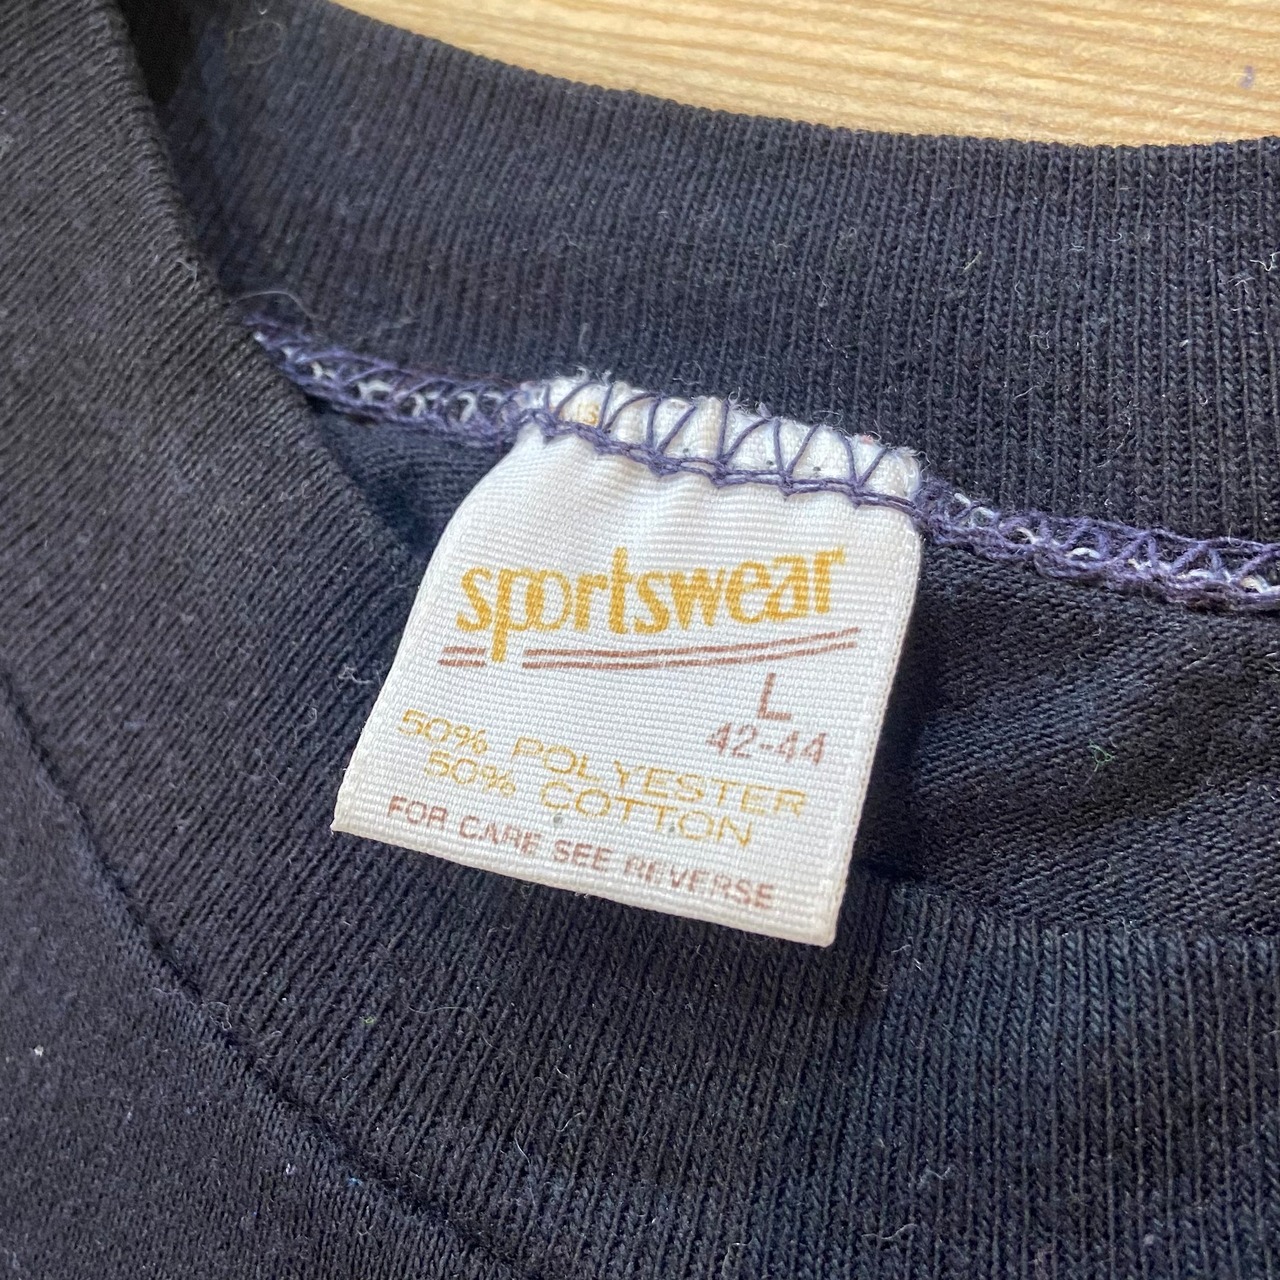 sportswear
L
42-44
50% POLYESTER
50% COTTON
FOR CARE SEE REVERSE